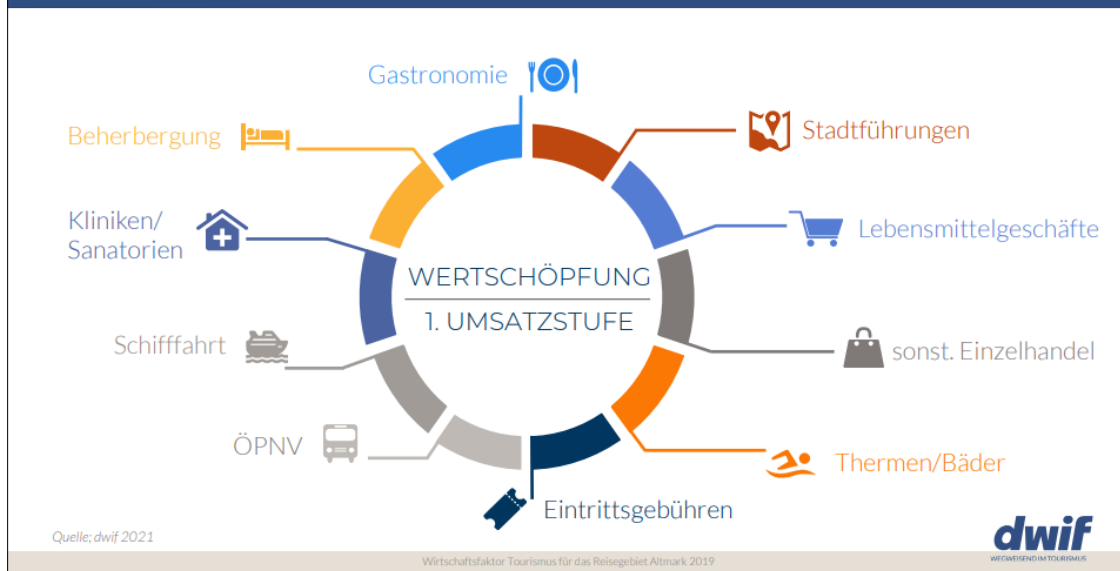 Gastronomie
Stadtführungen
Beherbergung
Kliniken/
Sanatorien
Lebensmittelgeschäfte
WERTSCHÖPFUNG
1. UMSATZSTUFE
Schifffahrt
sonst. Einzelhandel
ÖPNV
Thermen/Bäder
Eintrittsgebühren
Quelle; dwif 2021
dwif
WEGWEISEND IM TOURISMUS
Wirtschaftsfaktor Tourismus für das Reisegebiet Altmark 2019